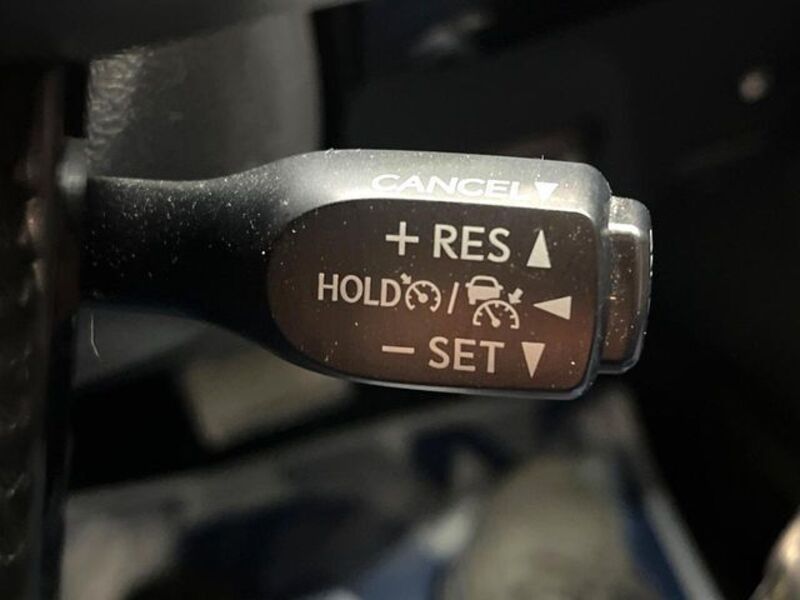 CANCEL
+ RES
HOLD /
− SET